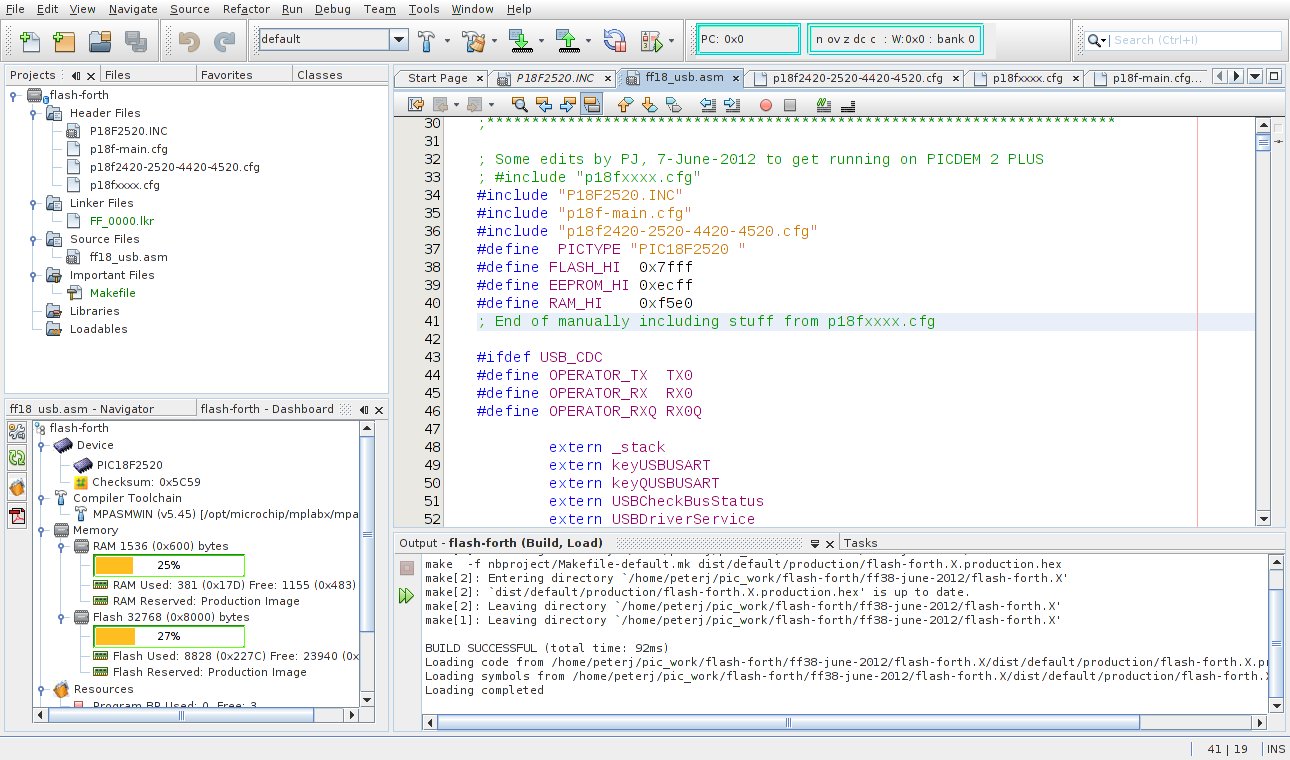 File Edit View Navigate Source Refactor Run Debug Team Tools Window Help
default
PC: 0x0
n ov z dc c : W:0x0 : bank 0
Search (Ctrl+I)
Projects Files Favorites Classes
flash-forth
Header Files
P18F2520.INC
p18f-main.cfg
p18f2420-2520-4420-4520.cfg
p18fxxxx.cfg
Linker Files
FF_0000.lkr
Source Files
ff18_usb.asm
Important Files
Makefile
Libraries
Loadables
ff18_usb.asm - Navigator flash-forth - Dashboard
flash-forth
Device
PIC18F2520
Checksum: 0x5C59
Compiler Toolchain
MPASMWIN (v5.45) [/opt/microchip/mplabx/mpa
Memory
RAM 1536 (0x600) bytes
25%
RAM Used: 381 (0x17D) Free: 1155 (0x483)
RAM Reserved: Production Image
Flash 32768 (0x8000) bytes
27%
Flash Used: 8828 (0x227C) Free: 23940 (0x
Flash Reserved: Production Image
Resources
Program BP Used: 0 Free: 3
Start Page P18F2520.INC ff18_usb.asm p18f2420-2520-4420-4520.cfg p18fxxxx.cfg p18f-main.cfg...
30 ;**********************************************************************
31
32 ; Some edits by PJ, 7-June-2012 to get running on PICDEM 2 PLUS
33 ; #include "p18fxxxx.cfg"
34 #include "P18F2520.INC"
35 #include "p18f-main.cfg"
36 #include "p18f2420-2520-4420-4520.cfg"
37 #define  PICTYPE "PIC18F2520 "
38 #define FLASH_HI  0x7fff
39 #define EEPROM_HI 0xecff
40 #define RAM_HI    0xf5e0
41 ; End of manually including stuff from p18fxxxx.cfg
42
43 #ifdef USB_CDC
44 #define OPERATOR_TX  TX0
45 #define OPERATOR_RX  RX0
46 #define OPERATOR_RXQ RX0Q
47
48         extern _stack
49         extern keyUSBUSART
50         extern keyQUSBUSART
51         extern USBCheckBusStatus
52         extern USBDriverService
Output - flash-forth (Build, Load) Tasks
make  -f nbproject/Makefile-default.mk dist/default/production/flash-forth.X.production.hex
make[2]: Entering directory `/home/peterj/pic_work/flash-forth/ff38-june-2012/flash-forth.X'
make[2]: `dist/default/production/flash-forth.X.production.hex' is up to date.
make[2]: Leaving directory `/home/peterj/pic_work/flash-forth/ff38-june-2012/flash-forth.X'
make[1]: Leaving directory `/home/peterj/pic_work/flash-forth/ff38-june-2012/flash-forth.X'
BUILD SUCCESSFUL (total time: 92ms)
Loading code from /home/peterj/pic_work/flash-forth/ff38-june-2012/flash-forth.X/dist/default/production/flash-forth.X.pr
Loading symbols from /home/peterj/pic_work/flash-forth/ff38-june-2012/flash-forth.X/dist/default/production/flash-forth.X
Loading completed
41 | 19 INS